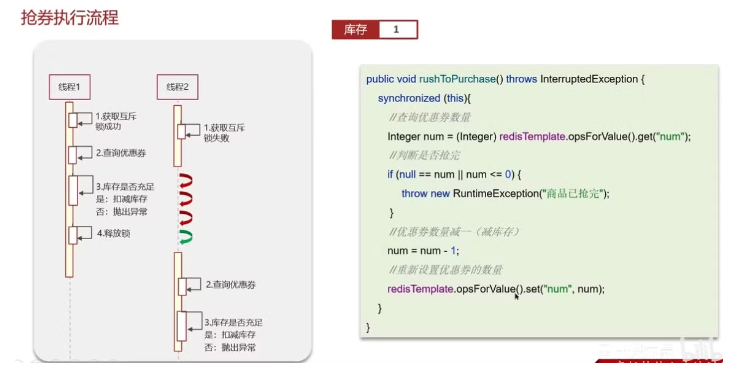 抢券执行流程
库存 1
线程1
线程2
1.获取互斥
锁成功
1.获取互斥
锁失败
2.查询优惠券
3.库存是否充足
是：扣减库存
否：抛出异常
4.释放锁
2.查询优惠券
3.库存是否充足
是：扣减库存
否：抛出异常
public void rushToPurchase() throws InterruptedException {
synchronized (this){
//查询优惠券数量
Integer num = (Integer) redisTemplate.opsForValue().get("num");
//判断是否抢完
if (null == num || num <= 0) {
throw new RuntimeException("商品已抢完");
}
//优惠券数量减一（减库存）
num = num - 1;
//重新设置优惠券的数量
redisTemplate.opsForValue().set("num", num);
}
}